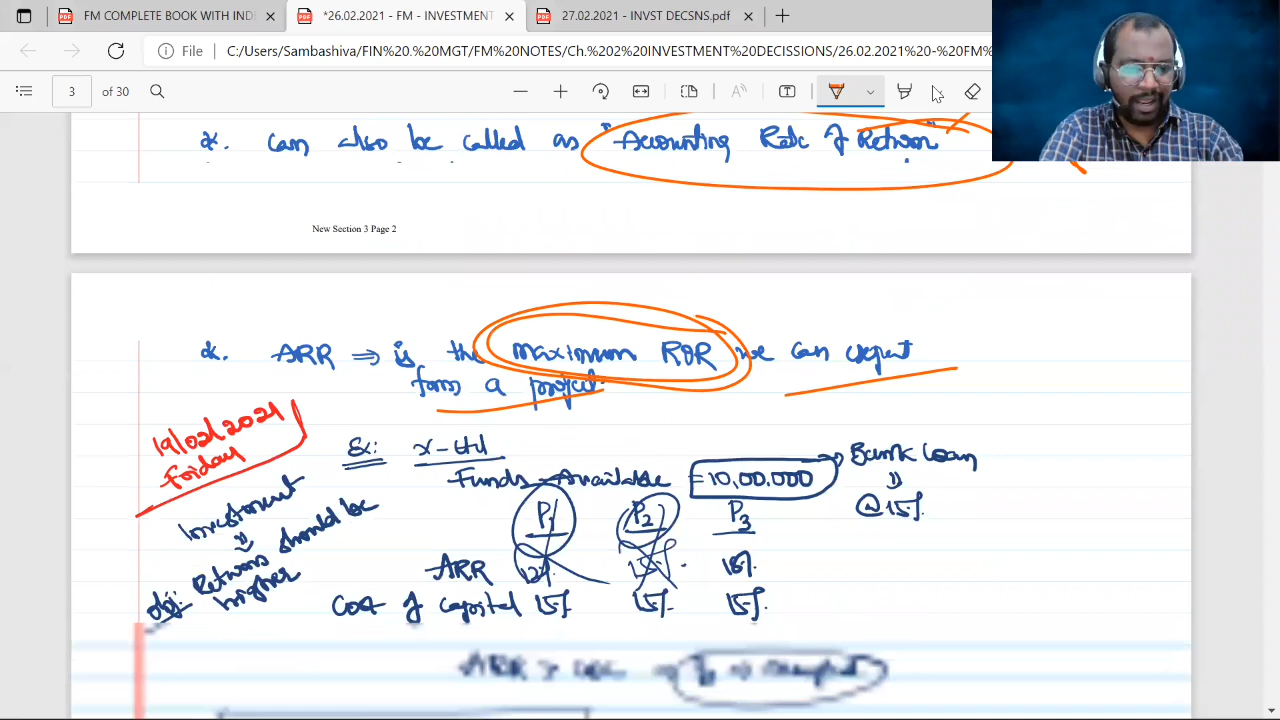 FM COMPLETE BOOK WITH IND
*26.02.2021 - FM - INVESTMENT
27.02.2021 - INVST DECSNS.pdf
File C:/Users/Sambashiva/FIN%20.%20MGT/FM%20NOTES/Ch.%202%20INVESTMENT%20DECISSIONS/26.02.2021%20-%20FM%
3 of 30
*. Can also be called as "Accounting Rate of Return"
New Section 3 Page 2
*. ARR ⇒ is the maximum ROR we can expect
form a project.
19/02/2021
Friday
Ex: X-Ltd
Funds Available = 10,00,000 → Bank loan
@15%
Investment
obj: Returns should be
higher
P1 P2 P3
ARR 12% 15% 18%
Cost of capital 15% 15% 15%
ARR > COC